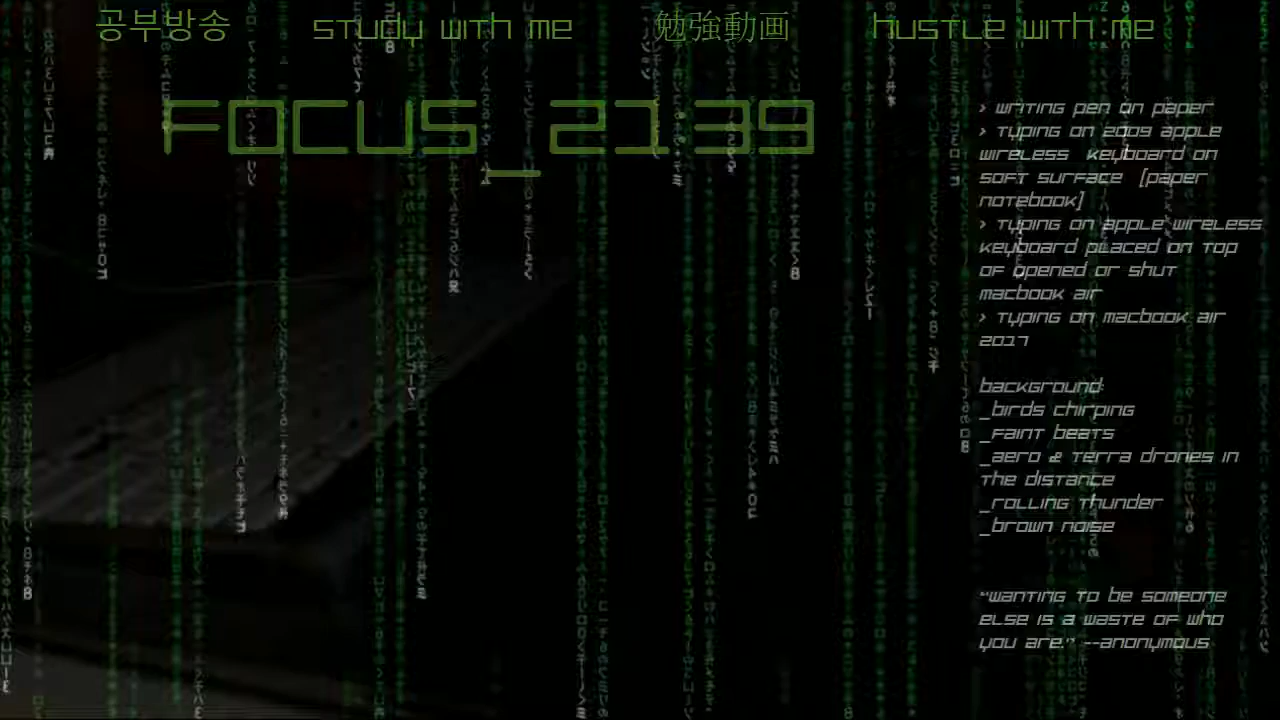 공부방송 study with me 勉強動画 hustle with me
FOCUS_2139
> writing pen on paper
> typing on 2009 apple
wireless keyboard on
soft surface [paper
notebook]
> typing on apple wireless
keyboard placed on top
of opened or shut
macbook air
> typing on macbook air
2017
background:
_birds chirping
_faint beats
_aero & terra drones in
the distance
_rolling thunder
_brown noise
"wanting to be someone
else is a waste of who
you are." --anonymous